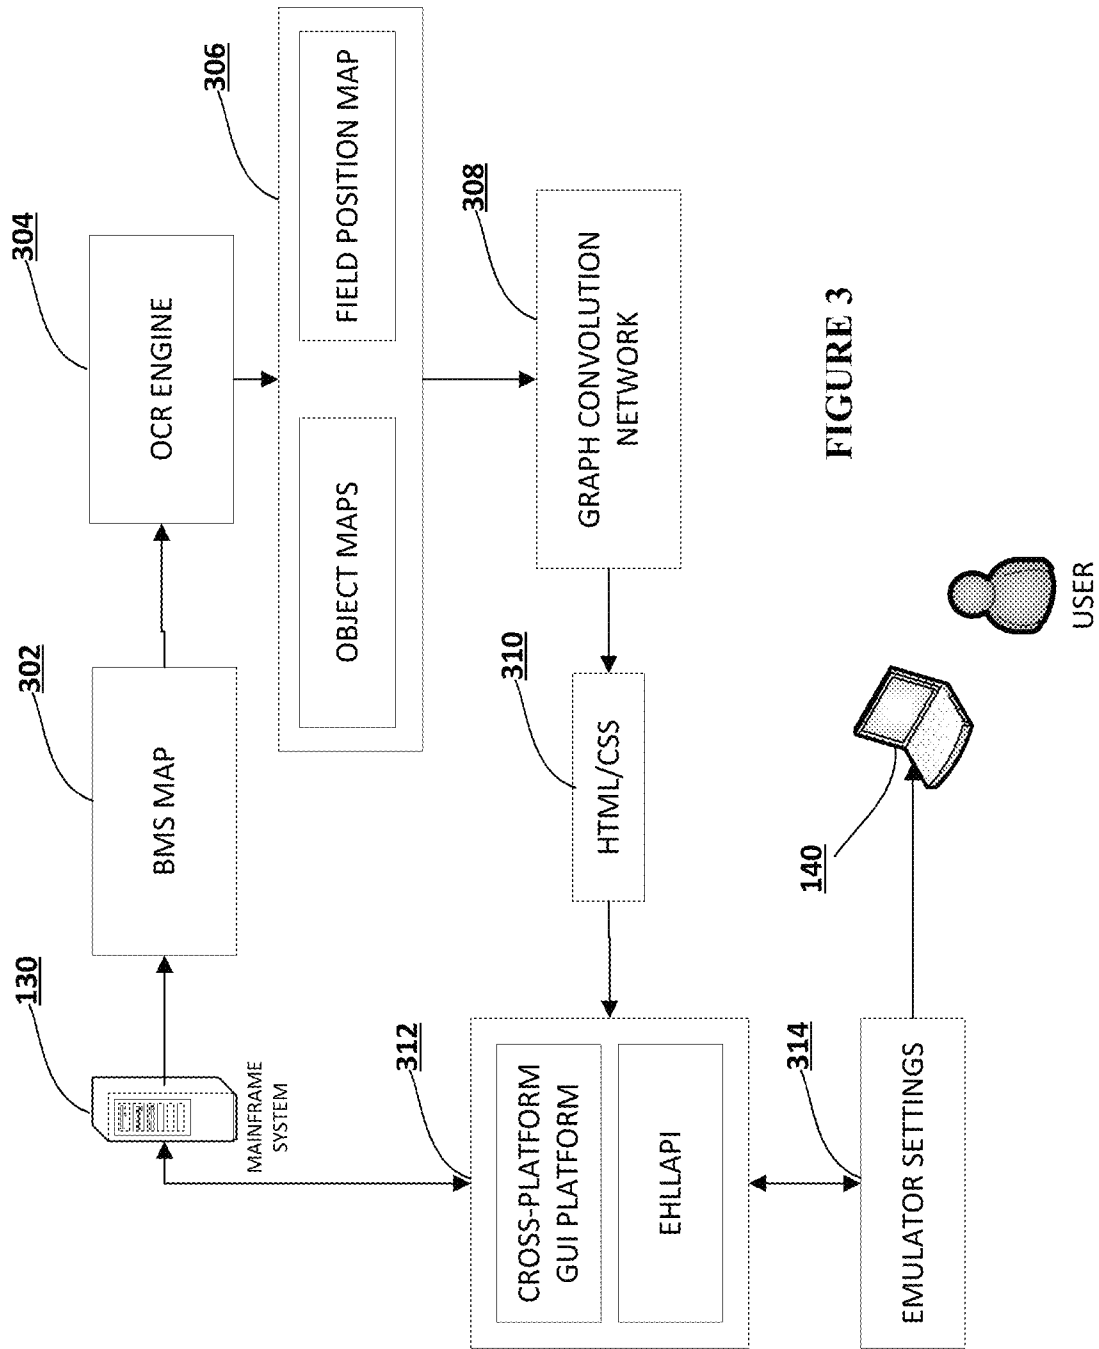 130
MAINFRAME
SYSTEM
302
BMS MAP
304
OCR ENGINE
306
OBJECT MAPS
FIELD POSITION MAP
308
GRAPH CONVOLUTION
NETWORK
310
HTML/CSS
312
CROSS-PLATFORM
GUI PLATFORM
EHLLAPI
314
EMULATOR SETTINGS
140
USER
FIGURE 3